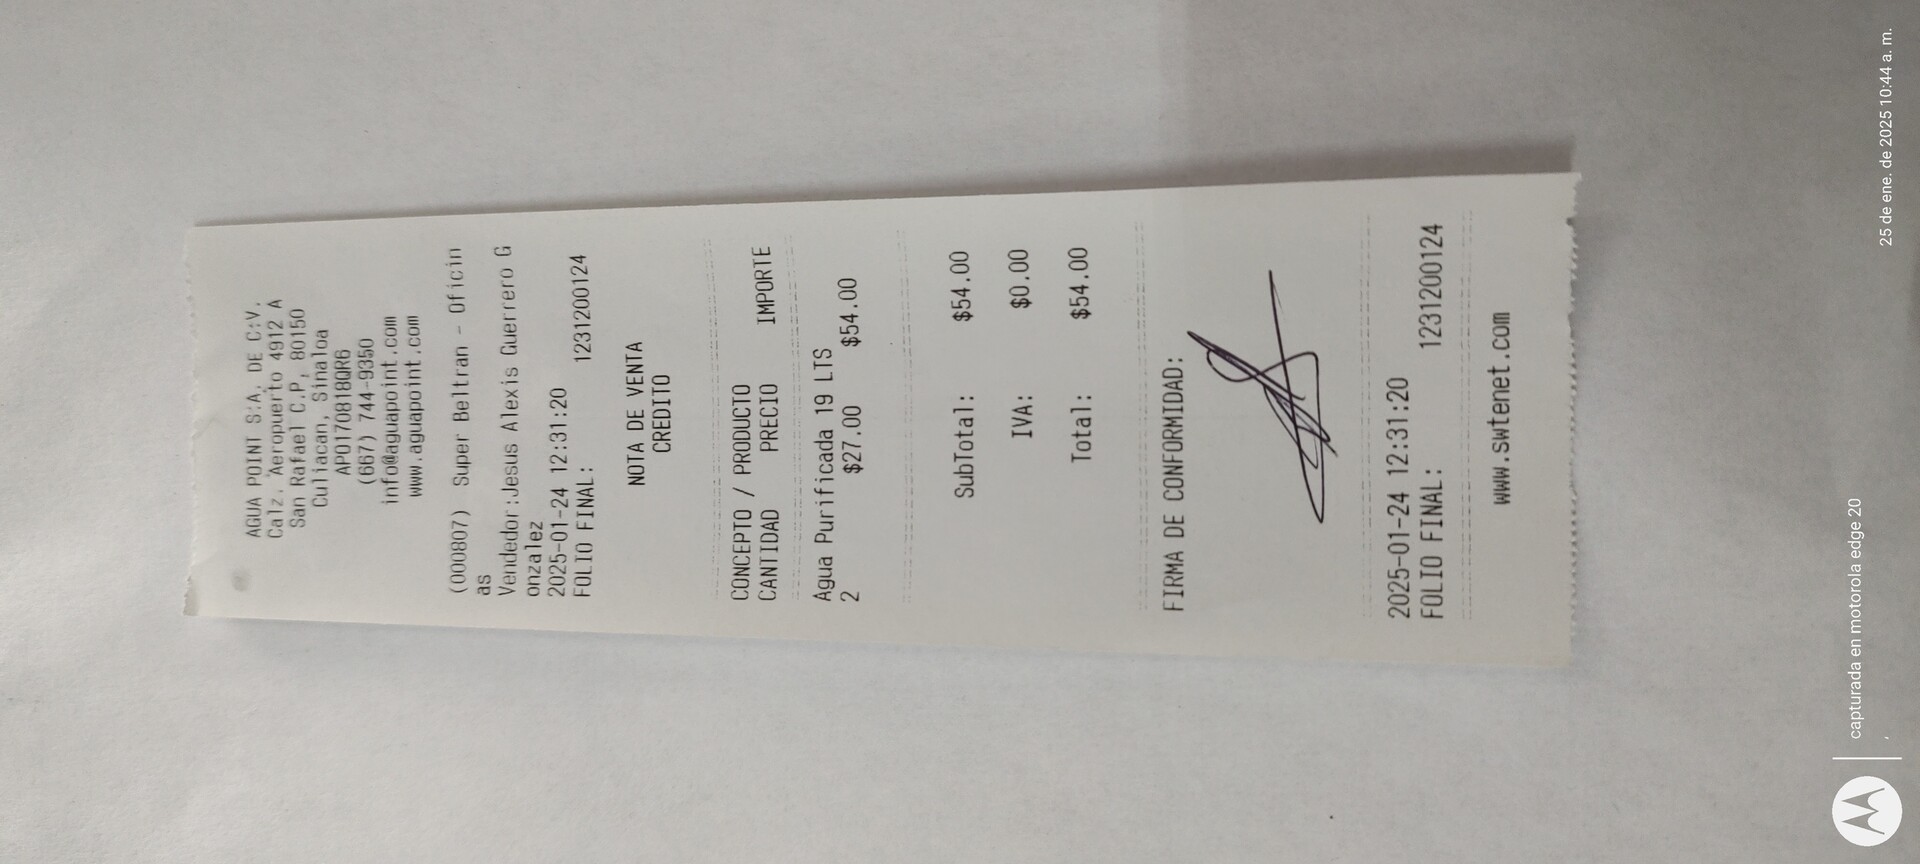 AGUA POINT S.A. DE C.V.
Calz. Aeropuerto 4912 A
San Rafael C.P. 80150
Culiacan, Sinaloa
APO170818QR6
(667) 744-9350
info@aguapoint.com
www.aguapoint.com
(000807) Super Beltran - Oficin
as
Vendedor:Jesus Alexis Guerrero G
onzalez
2025-01-24 12:31:20
FOLIO FINAL: 1231200124
NOTA DE VENTA
CREDITO
CONCEPTO / PRODUCTO
CANTIDAD PRECIO IMPORTE
Agua Purificada 19 LTS
2 $27.00 $54.00
SubTotal: $54.00
IVA: $0.00
Total: $54.00
FIRMA DE CONFORMIDAD:
2025-01-24 12:31:20
FOLIO FINAL: 1231200124
www.swtenet.com
capturada en motorola edge 20
, 25 de ene. de 2025 10:44 a. m.